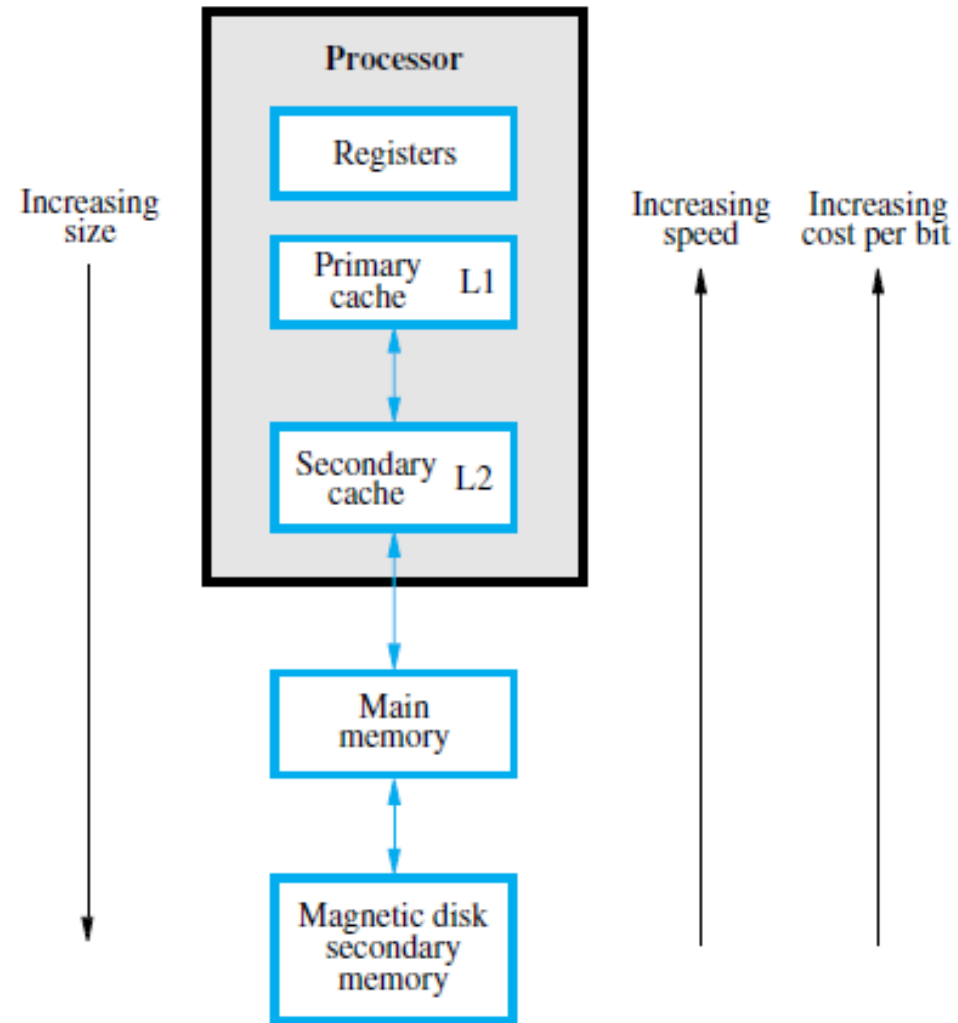 Processor
Registers
Increasing
size
Increasing
speed
Increasing
cost per bit
Primary
cache
L1
Secondary
cache
L2
Main
memory
Magnetic disk
secondary
memory